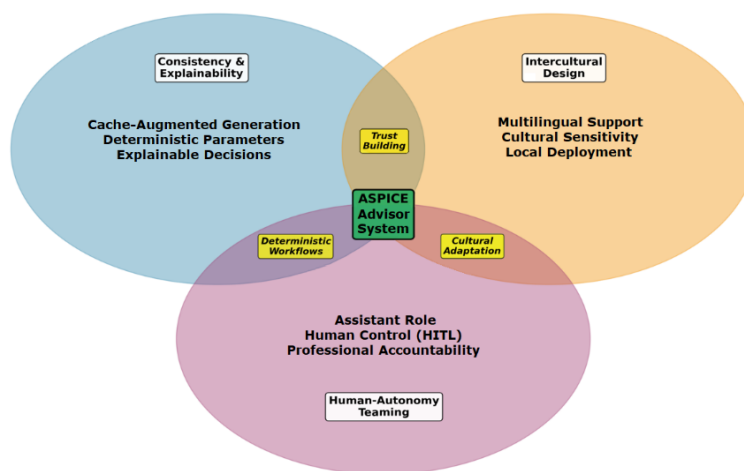 Consistency &
Explainability
Intercultural
Design
Cache-Augmented Generation
Deterministic Parameters
Explainable Decisions
Multilingual Support
Cultural Sensitivity
Local Deployment
Trust
Building
ASPICE
Advisor
System
Deterministic
Workflows
Cultural
Adaptation
Assistant Role
Human Control (HITL)
Professional Accountability
Human-Autonomy
Teaming